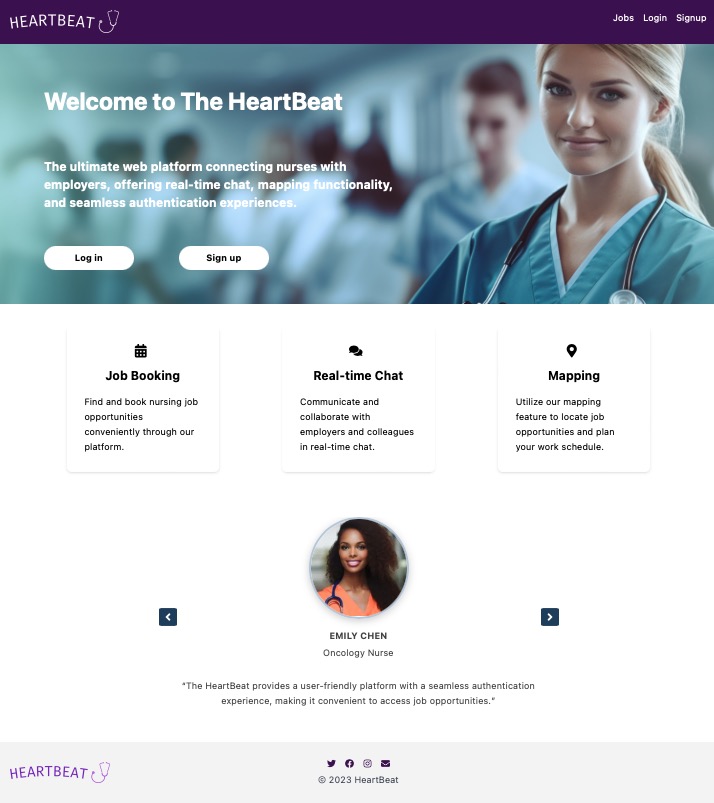 HEARTBEAT
Jobs Login Signup
Welcome to The HeartBeat
The ultimate web platform connecting nurses with
employers, offering real-time chat, mapping functionality,
and seamless authentication experiences.
Log in Sign up
Job Booking
Find and book nursing job
opportunities
conveniently through our
platform.
Real-time Chat
Communicate and
collaborate with
employers and colleagues
in real-time chat.
Mapping
Utilize our mapping
feature to locate job
opportunities and plan
your work schedule.
EMILY CHEN
Oncology Nurse
"The HeartBeat provides a user-friendly platform with a seamless authentication
experience, making it convenient to access job opportunities."
HEARTBEAT
© 2023 HeartBeat